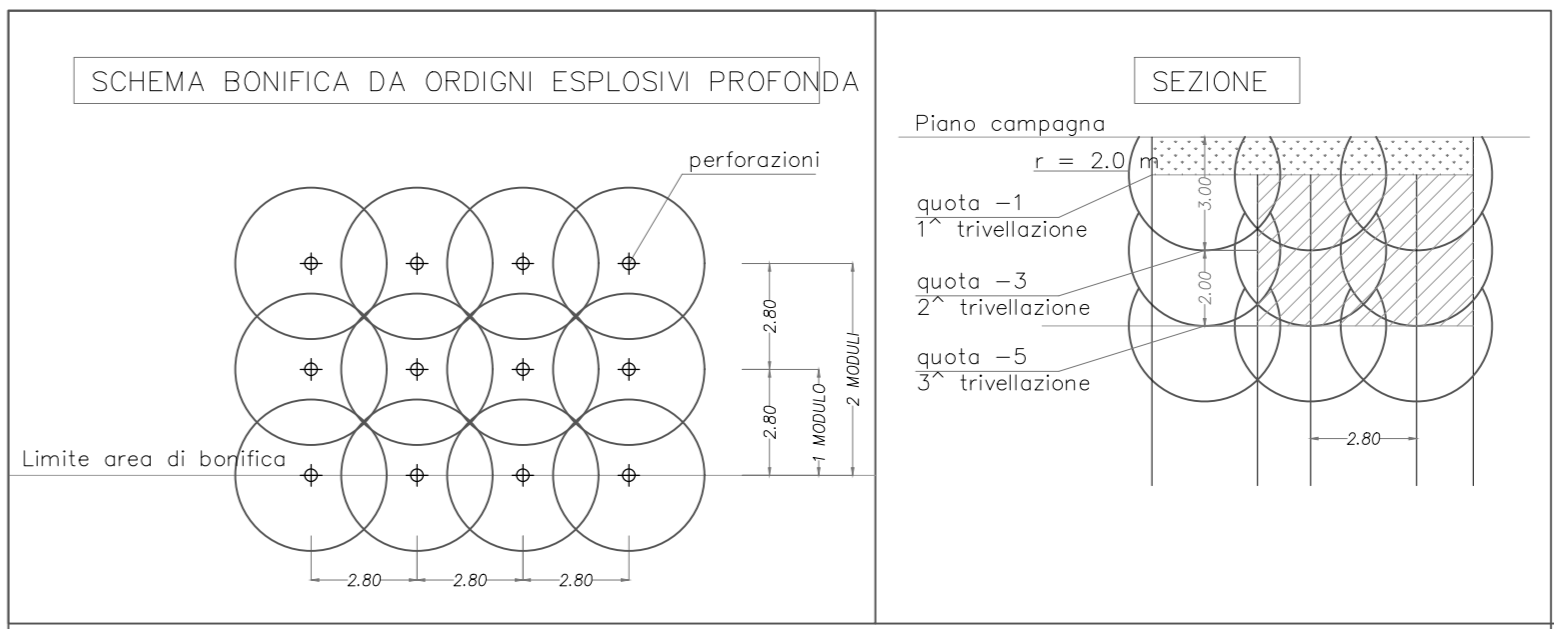 SCHEMA BONIFICA DA ORDIGNI ESPLOSIVI PROFONDA
perforazioni
2.80
2.80
1 MODULO
2 MODULI
Limite area di bonifica
2.80
2.80
2.80
SEZIONE
Piano campagna
r = 2.0 m
3.00
quota -1
1^ trivellazione
2.00
quota -3
2^ trivellazione
quota -5
3^ trivellazione
2.80